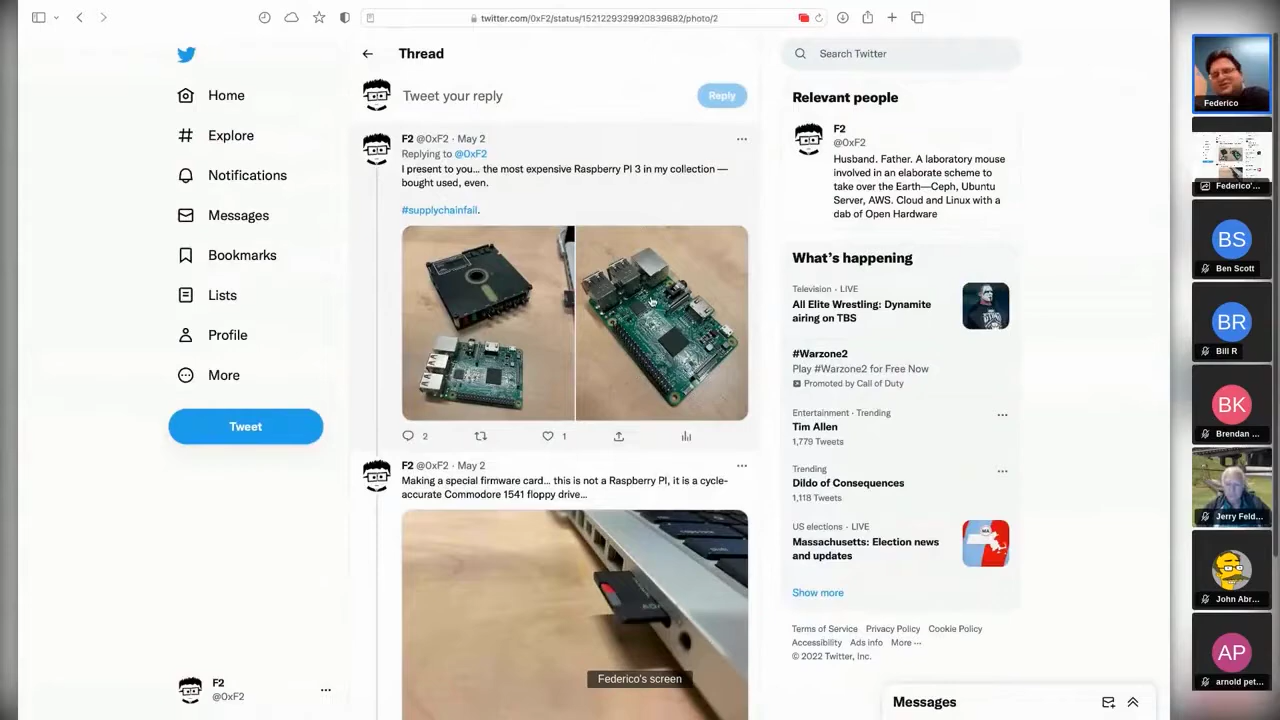 twitter.com/0xF2/status/1521229329920839682/photo/2
Home
Explore
Notifications
Messages
Bookmarks
Lists
Profile
More
Tweet
F2
@0xF2
Thread
Tweet your reply
Reply
F2 @0xF2 · May 2
Replying to @0xF2
I present to you... the most expensive Raspberry PI 3 in my collection —
bought used, even.
#supplychainfail.
2
1
F2 @0xF2 · May 2
Making a special firmware card... this is not a Raspberry PI, it is a cycle-
accurate Commodore 1541 floppy drive...
Federico's screen
Search Twitter
Relevant people
F2
@0xF2
Husband. Father. A laboratory mouse
involved in an elaborate scheme to
take over the Earth—Ceph, Ubuntu
Server, AWS. Cloud and Linux with a
dab of Open Hardware
What's happening
Television · LIVE
All Elite Wrestling: Dynamite
airing on TBS
#Warzone2
Play #Warzone2 for Free Now
Promoted by Call of Duty
Entertainment · Trending
Tim Allen
1,779 Tweets
Trending
Dildo of Consequences
1,118 Tweets
US elections · LIVE
Massachusetts: Election news
and updates
MA
Show more
Terms of Service Privacy Policy Cookie Policy
Accessibility Ads info More ···
© 2022 Twitter, Inc.
Messages
Federico
Federico'...
BS
Ben Scott
BR
Bill R
BK
Brendan ...
Jerry Feld...
John Abr...
AP
arnold pet...